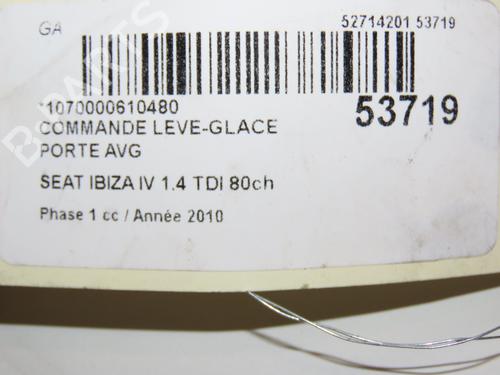 GA
52714201 53719
*1070000610480
53719
COMMANDE LEVE-GLACE
PORTE AVG
SEAT IBIZA IV 1.4 TDI 80ch
Phase 1 cc / Année 2010
B-PARTS